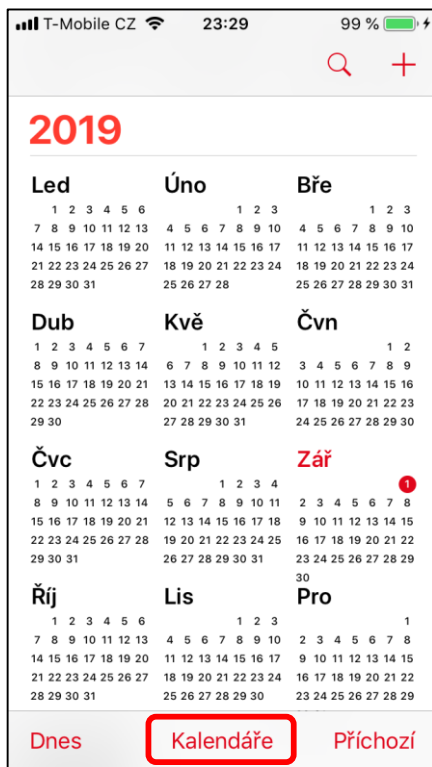 T-Mobile CZ 23:29 99 %
2019
Led Úno Bře
1 2 3 4 5 6 1 2 3 1 2 3
7 8 9 10 11 12 13 4 5 6 7 8 9 10 4 5 6 7 8 9 10
14 15 16 17 18 19 20 11 12 13 14 15 16 17 11 12 13 14 15 16 17
21 22 23 24 25 26 27 18 19 20 21 22 23 24 18 19 20 21 22 23 24
28 29 30 31 25 26 27 28 25 26 27 28 29 30 31
Dub Kvě Čvn
1 2 3 4 5 6 7 1 2 3 4 5 1 2
8 9 10 11 12 13 14 6 7 8 9 10 11 12 3 4 5 6 7 8 9
15 16 17 18 19 20 21 13 14 15 16 17 18 19 10 11 12 13 14 15 16
22 23 24 25 26 27 28 20 21 22 23 24 25 26 17 18 19 20 21 22 23
29 30 27 28 29 30 31 24 25 26 27 28 29 30
Čvc Srp Zář
1 2 3 4 5 6 7 1 2 3 4 1
8 9 10 11 12 13 14 5 6 7 8 9 10 11 2 3 4 5 6 7 8
15 16 17 18 19 20 21 12 13 14 15 16 17 18 9 10 11 12 13 14 15
22 23 24 25 26 27 28 19 20 21 22 23 24 25 16 17 18 19 20 21 22
29 30 31 26 27 28 29 30 31 23 24 25 26 27 28 29
30
Říj Lis Pro
1 2 3 4 5 6 1 2 3 1
7 8 9 10 11 12 13 4 5 6 7 8 9 10 2 3 4 5 6 7 8
14 15 16 17 18 19 20 11 12 13 14 15 16 17 9 10 11 12 13 14 15
21 22 23 24 25 26 27 18 19 20 21 22 23 24 16 17 18 19 20 21 22
28 29 30 31 25 26 27 28 29 30 23 24 25 26 27 28 29
Dnes Kalendáře Příchozí